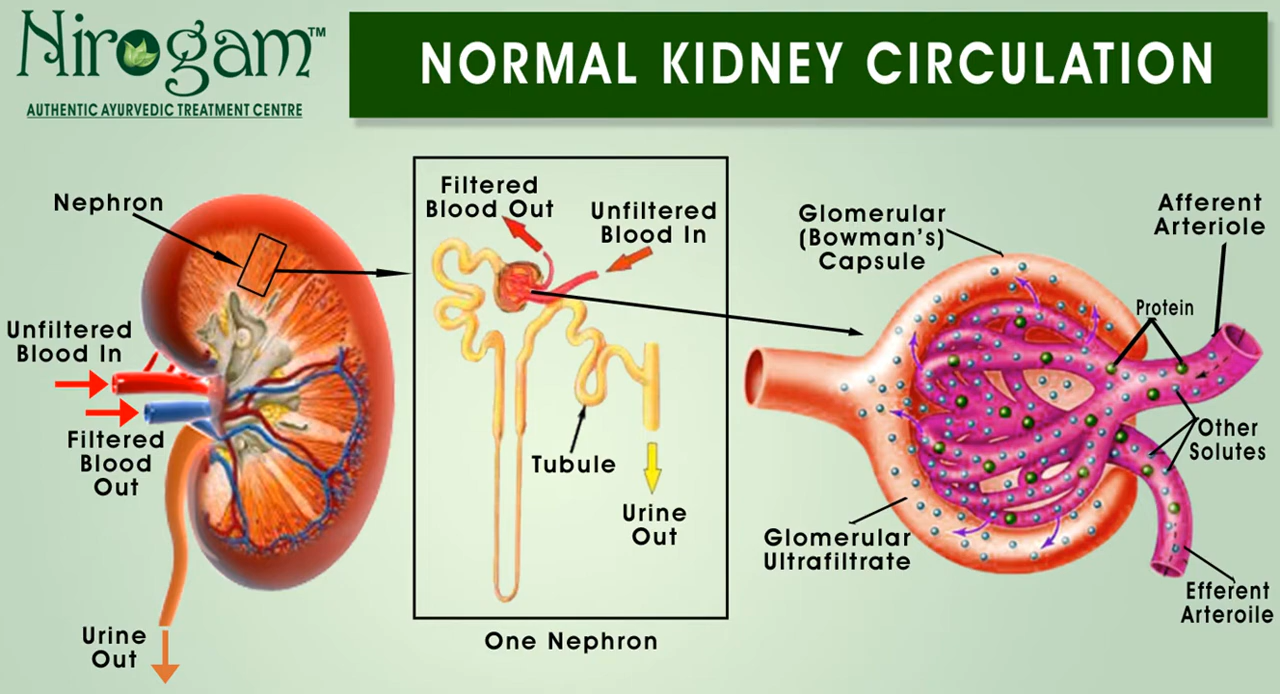 Nirogam™
AUTHENTIC AYURVEDIC TREATMENT CENTRE
NORMAL KIDNEY CIRCULATION
Nephron
Unfiltered
Blood In
Filtered
Blood
Out
Urine
Out
Filtered
Blood Out
Unfiltered
Blood In
Tubule
Urine
Out
One Nephron
Glomerular
(Bowman's)
Capsule
Afferent
Arteriole
Protein
Other
Solutes
Glomerular
Ultrafiltrate
Efferent
Arteroile